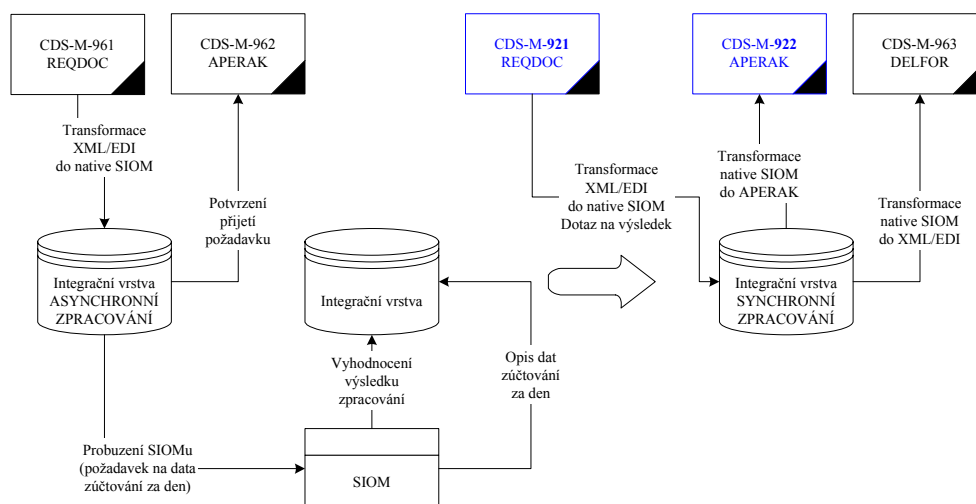 CDS-M-961
REQDOC
CDS-M-962
APERAK
CDS-M-921
REQDOC
CDS-M-922
APERAK
CDS-M-963
DELFOR
Transformace
XML/EDI
do native SIOM
Potvrzení
přijetí
požadavku
Transformace
XML/EDI
do native SIOM
Dotaz na výsledek
Transformace
native SIOM
do APERAK
Transformace
native SIOM
do XML/EDI
Integrační vrstva
ASYNCHRONNÍ
ZPRACOVÁNÍ
Integrační vrstva
Integrační vrstva
SYNCHRONNÍ
ZPRACOVÁNÍ
Vyhodnocení
výsledku
zpracování
Opis dat
zúčtování
za den
Probuzení SIOMu
(požadavek na data
zúčtování za den)
SIOM